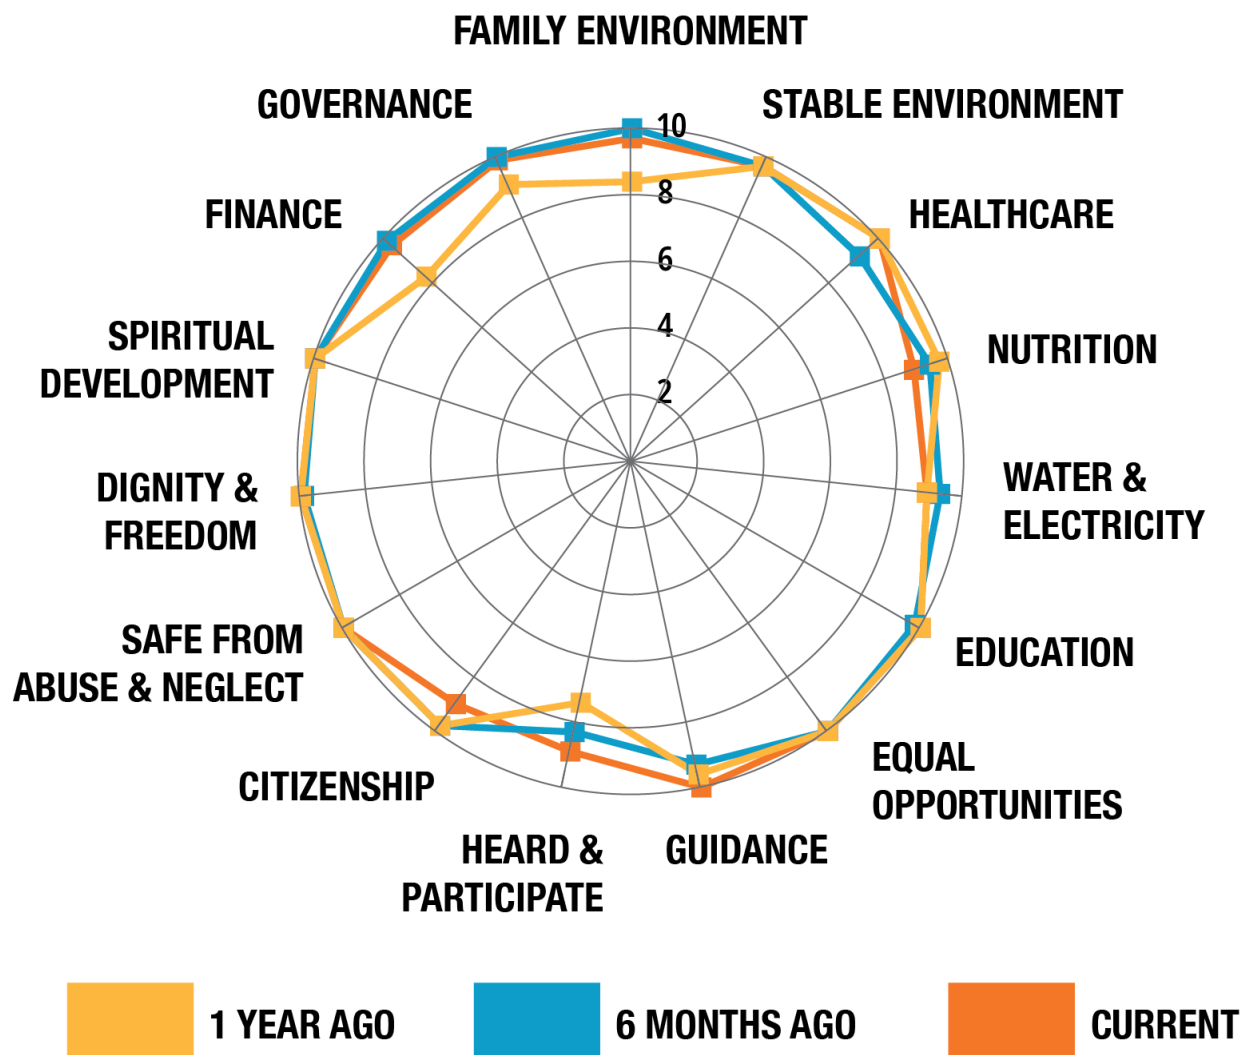 FAMILY ENVIRONMENT
GOVERNANCE
STABLE ENVIRONMENT
10
FINANCE
HEALTHCARE
8
6
SPIRITUAL
DEVELOPMENT
4
NUTRITION
2
DIGNITY &
FREEDOM
WATER &
ELECTRICITY
SAFE FROM
ABUSE & NEGLECT
EDUCATION
CITIZENSHIP
EQUAL
OPPORTUNITIES
HEARD &
PARTICIPATE
GUIDANCE
1 YEAR AGO
6 MONTHS AGO
CURRENT